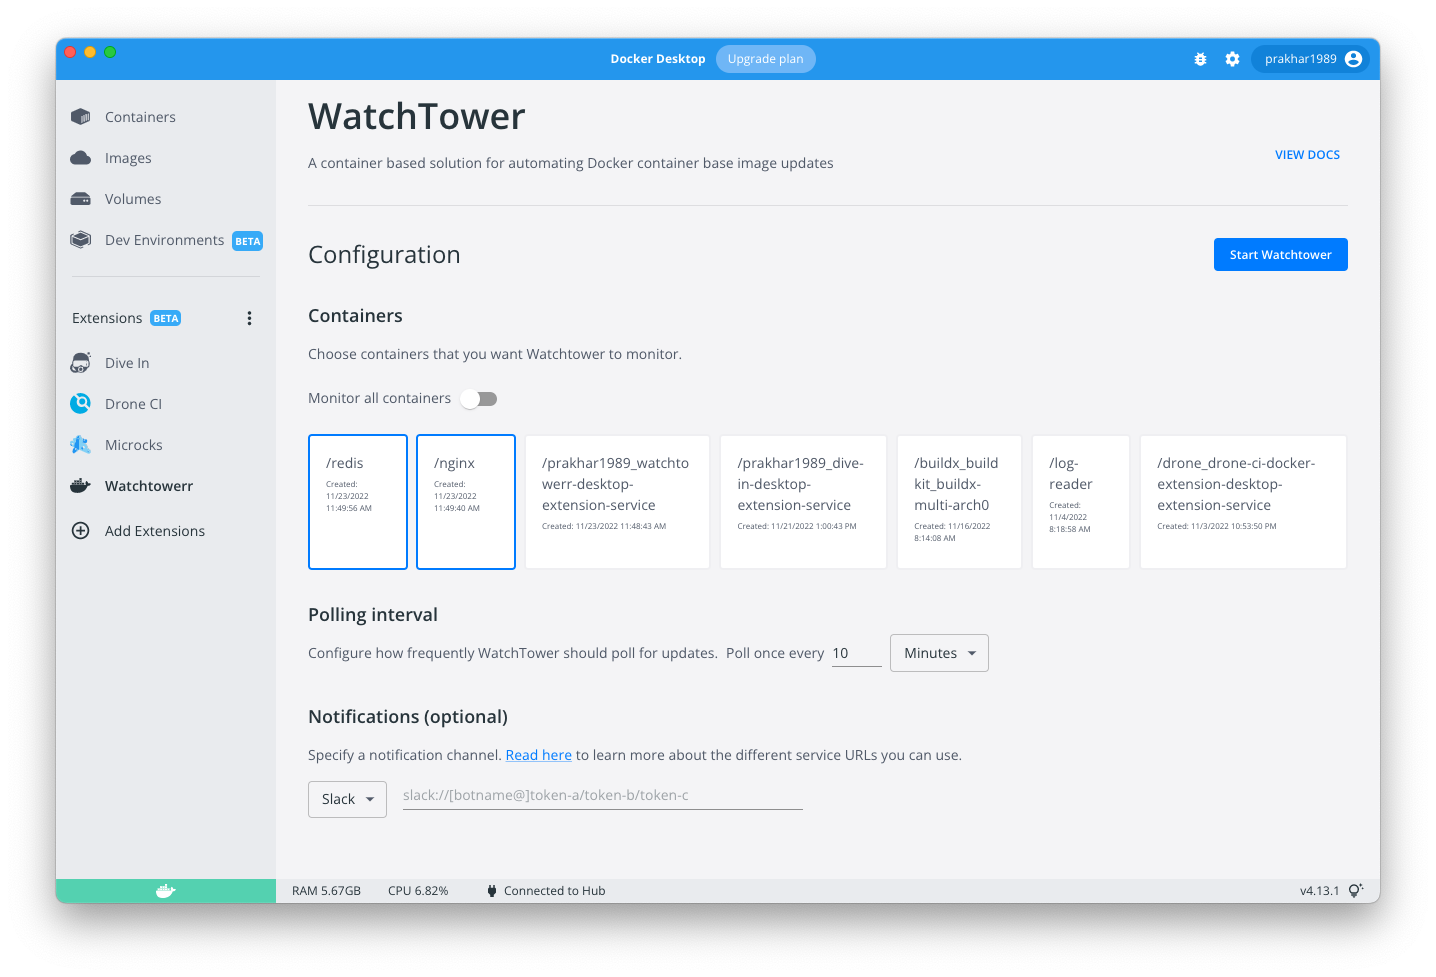 Docker Desktop
Upgrade plan
prakhar1989
Containers
Images
Volumes
Dev Environments BETA
Extensions BETA
Dive In
Drone CI
Microcks
Watchtowerr
Add Extensions
WatchTower
A container based solution for automating Docker container base image updates
VIEW DOCS
Configuration
Start Watchtower
Containers
Choose containers that you want Watchtower to monitor.
Monitor all containers
/redis
Created:
11/23/2022
11:49:56 AM
/nginx
Created:
11/23/2022
11:49:40 AM
/prakhar1989_watchto
werr-desktop-
extension-service
Created: 11/23/2022 11:48:43 AM
/prakhar1989_dive-
in-desktop-
extension-service
Created: 11/21/2022 1:00:43 PM
/buildx_build
kit_buildx-
multi-arch0
Created: 11/16/2022
8:14:08 AM
/log-
reader
Created:
11/4/2022
8:18:58 AM
/drone_drone-ci-docker-
extension-desktop-
extension-service
Created: 11/3/2022 10:53:50 PM
Polling interval
Configure how frequently WatchTower should poll for updates. Poll once every 10 Minutes
Notifications (optional)
Specify a notification channel. Read here to learn more about the different service URLs you can use.
Slack
slack://[botname@]token-a/token-b/token-c
RAM 5.67GB
CPU 6.82%
Connected to Hub
v4.13.1